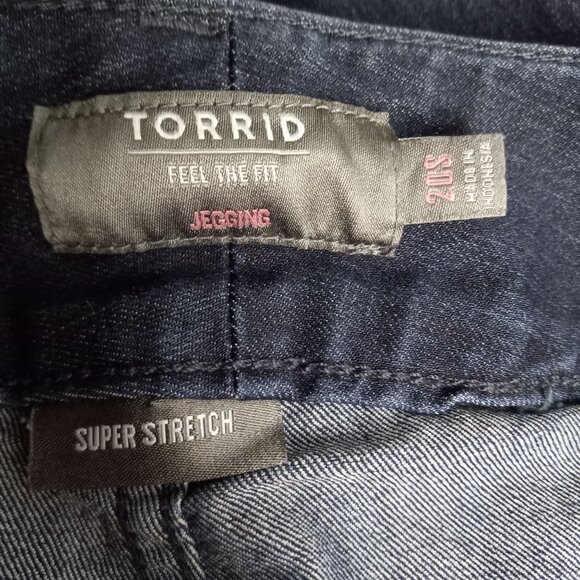 TORRID
FEEL THE FIT
JEGGING
20S
MADE IN
INDONESIA
SUPER STRETCH